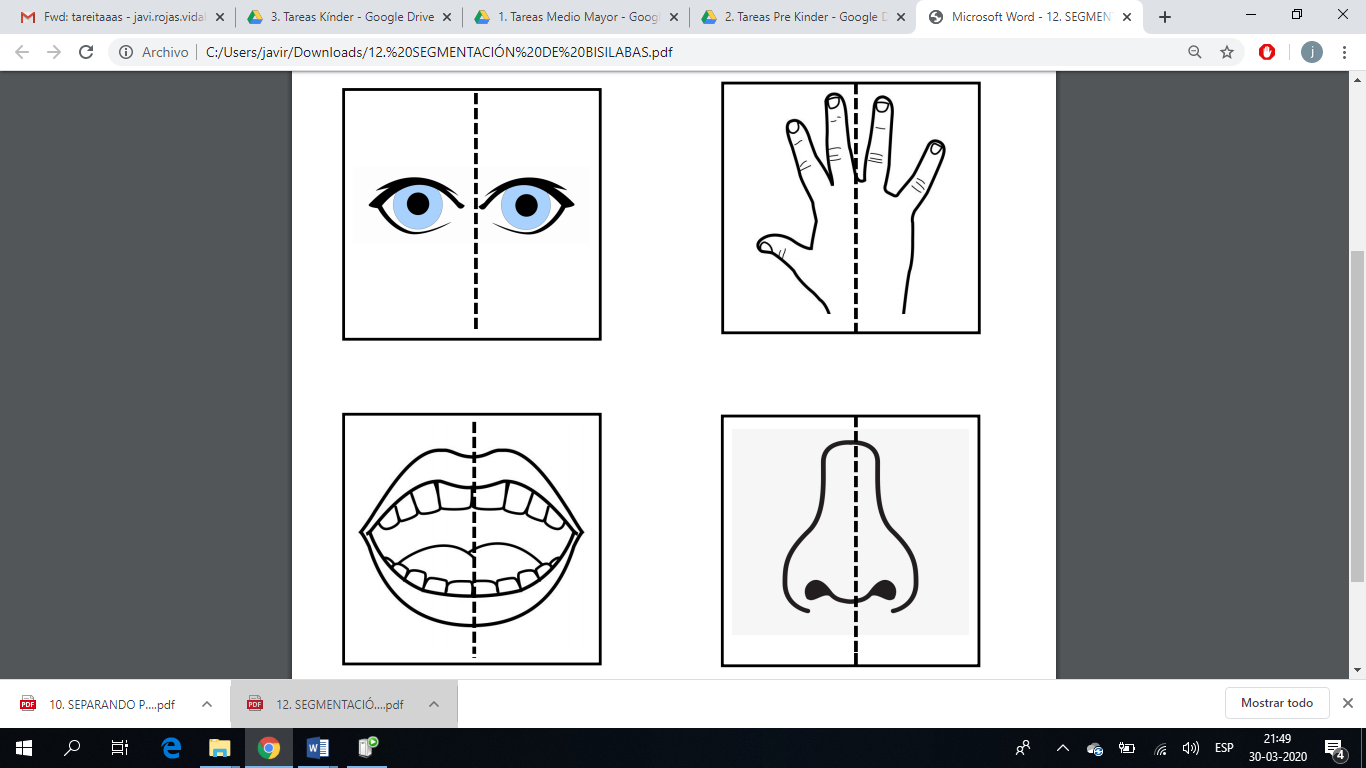 Fwd: tareitaaas - javi.rojas.vidal
3. Tareas Kínder - Google Drive
1. Tareas Medio Mayor - Googl
2. Tareas Pre Kinder - Google D
Microsoft Word - 12. SEGMENT
Archivo
C:/Users/javir/Downloads/12.%20SEGMENTACIÓN%20DE%20BISILABAS.pdf
j
10. SEPARANDO P....pdf
12. SEGMENTACIÓ....pdf
Mostrar todo
ESP
21:49
30-03-2020
4